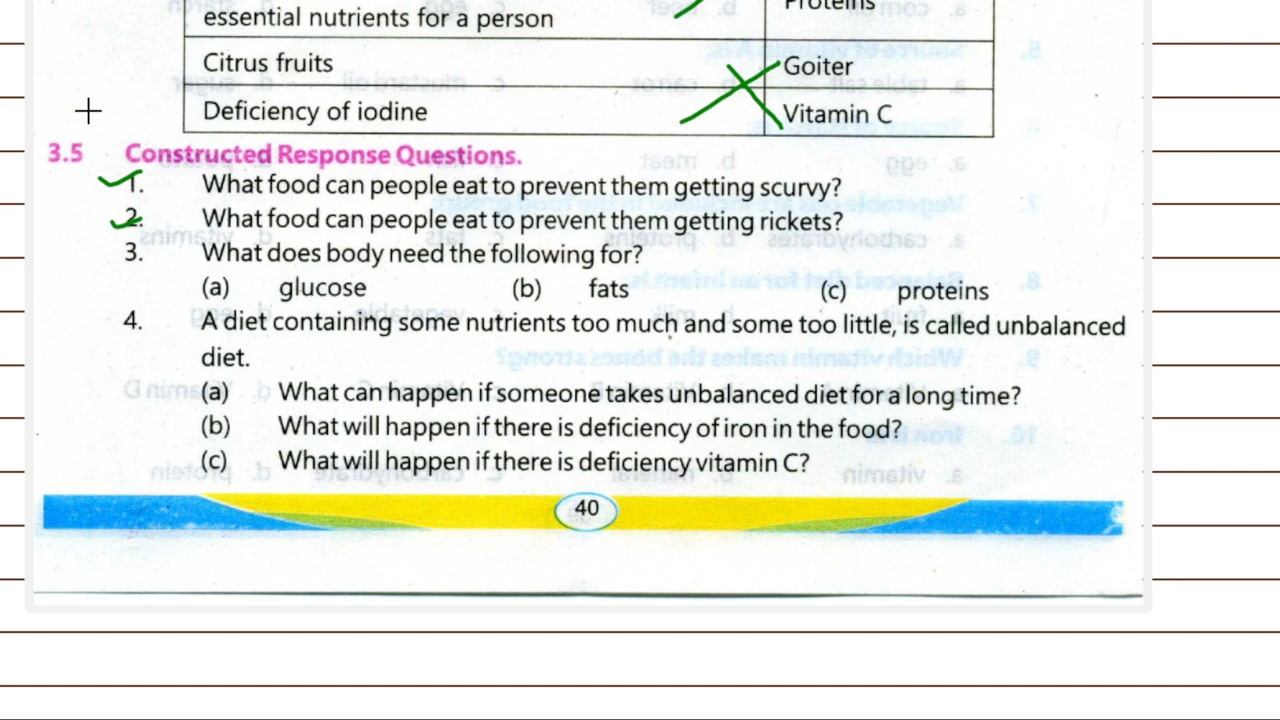 essential nutrients for a person Proteins
Citrus fruits Goiter
Deficiency of iodine Vitamin C
3.5 Constructed Response Questions.
1. What food can people eat to prevent them getting scurvy?
2. What food can people eat to prevent them getting rickets?
3. What does body need the following for?
(a) glucose (b) fats (c) proteins
4. A diet containing some nutrients too much and some too little, is called unbalanced
diet.
(a) What can happen if someone takes unbalanced diet for a long time?
(b) What will happen if there is deficiency of iron in the food?
(c) What will happen if there is deficiency vitamin C?
40